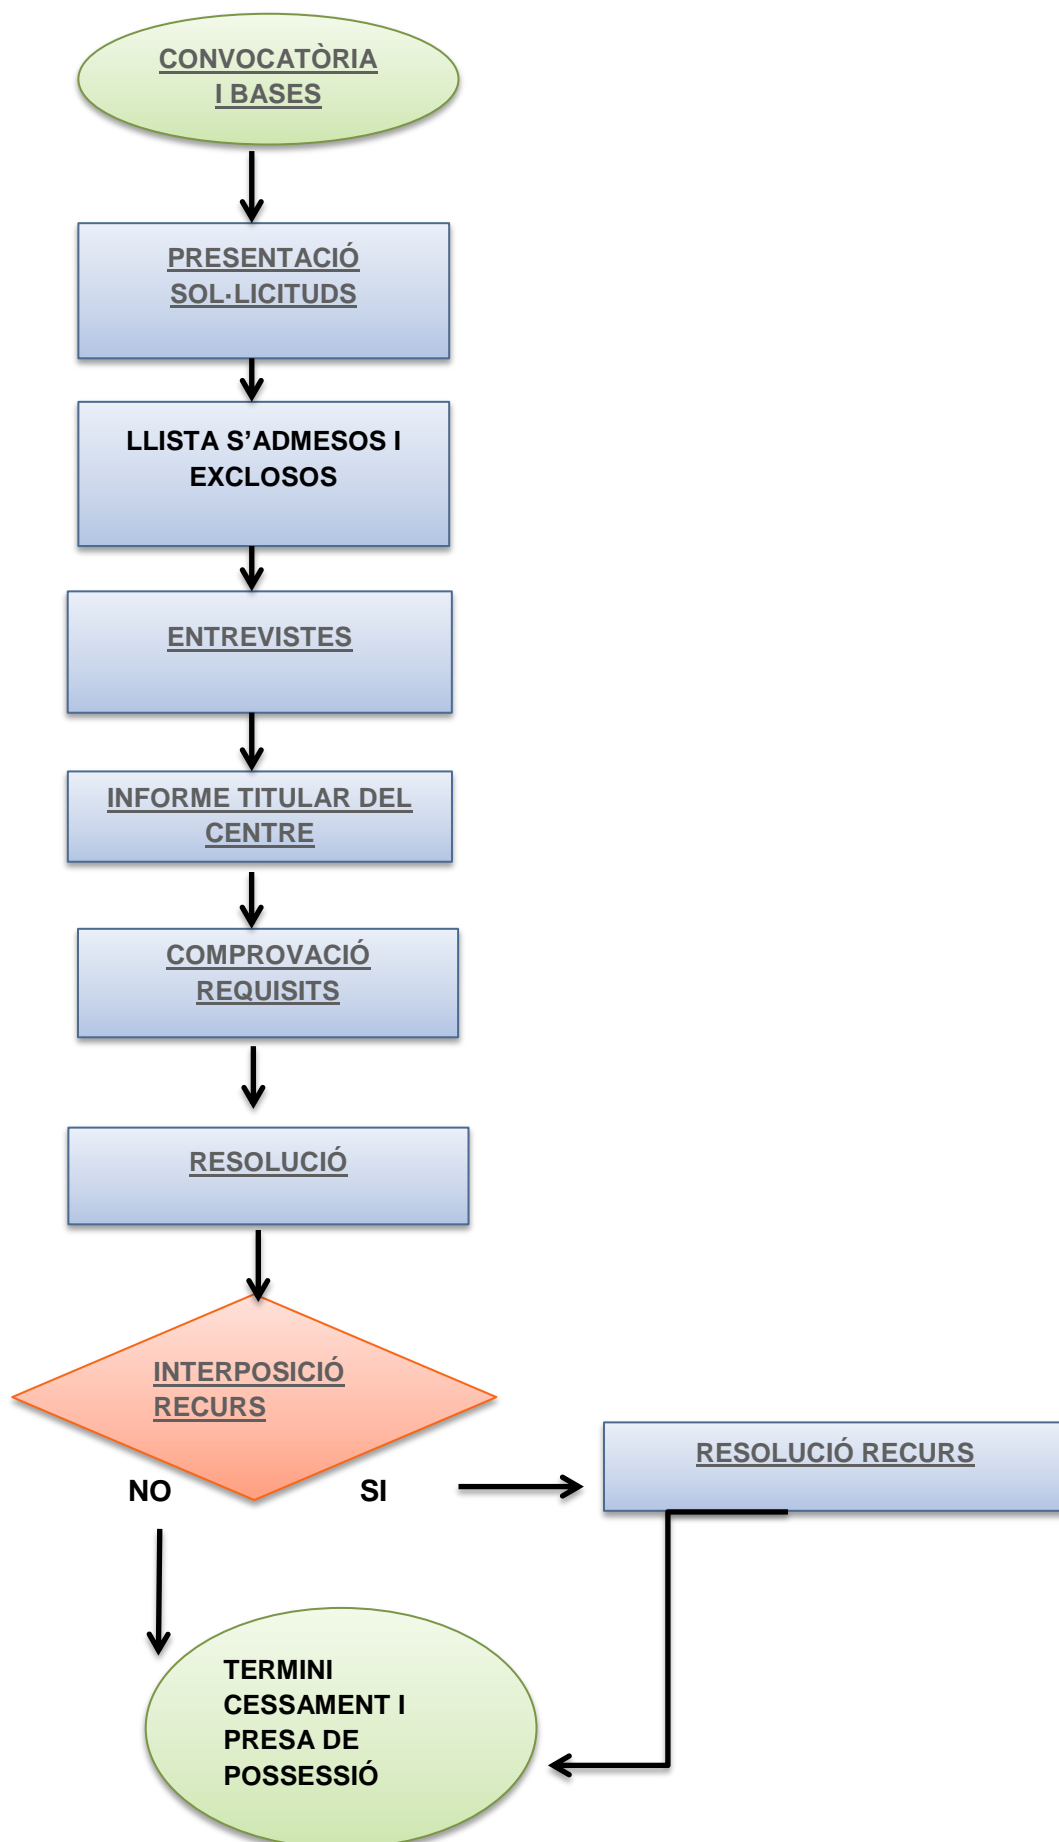 CONVOCATÒRIA
I BASES
PRESENTACIÓ
SOL·LICITUDS
LLISTA S’ADMESOS I
EXCLOSOS
ENTREVISTES
INFORME TITULAR DEL
CENTRE
COMPROVACIÓ
REQUISITS
RESOLUCIÓ
INTERPOSICIÓ
RECURS
RESOLUCIÓ RECURS
NO
SI
TERMINI
CESSAMENT I
PRESA DE
POSSESSIÓ